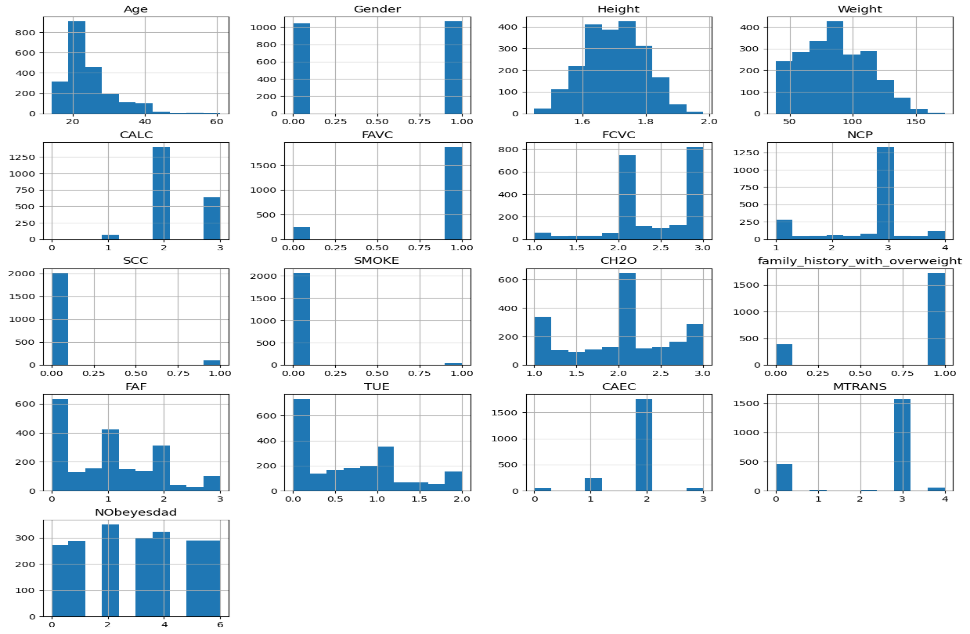 Age Gender Height Weight
800 600 400 200 0 20 40 60
1000 800 600 400 200 0 0.00 0.25 0.50 0.75 1.00
400 300 200 100 0 1.6 1.8 2.0
400 300 200 100 0 50 100 150
CALC FAVC FCVC NCP
1250 1000 750 500 250 0 0 1 2 3
1500 1000 500 0 0.00 0.25 0.50 0.75 1.00
800 600 400 200 0 1.0 1.5 2.0 2.5 3.0
1250 1000 750 500 250 0 1 2 3 4
SCC SMOKE CH2O family_history_with_overweight
2000 1500 1000 500 0 0.00 0.25 0.50 0.75 1.00
2000 1500 1000 500 0 0.00 0.25 0.50 0.75 1.00
600 400 200 0 1.0 1.5 2.0 2.5 3.0
1500 1000 500 0 0.00 0.25 0.50 0.75 1.00
FAF TUE CAEC MTRANS
600 400 200 0 0 1 2 3
600 400 200 0 0.0 0.5 1.0 1.5 2.0
1500 1000 500 0 0 1 2 3
1500 1000 500 0 0 1 2 3 4
NObeyesdad
300 200 100 0 0 2 4 6